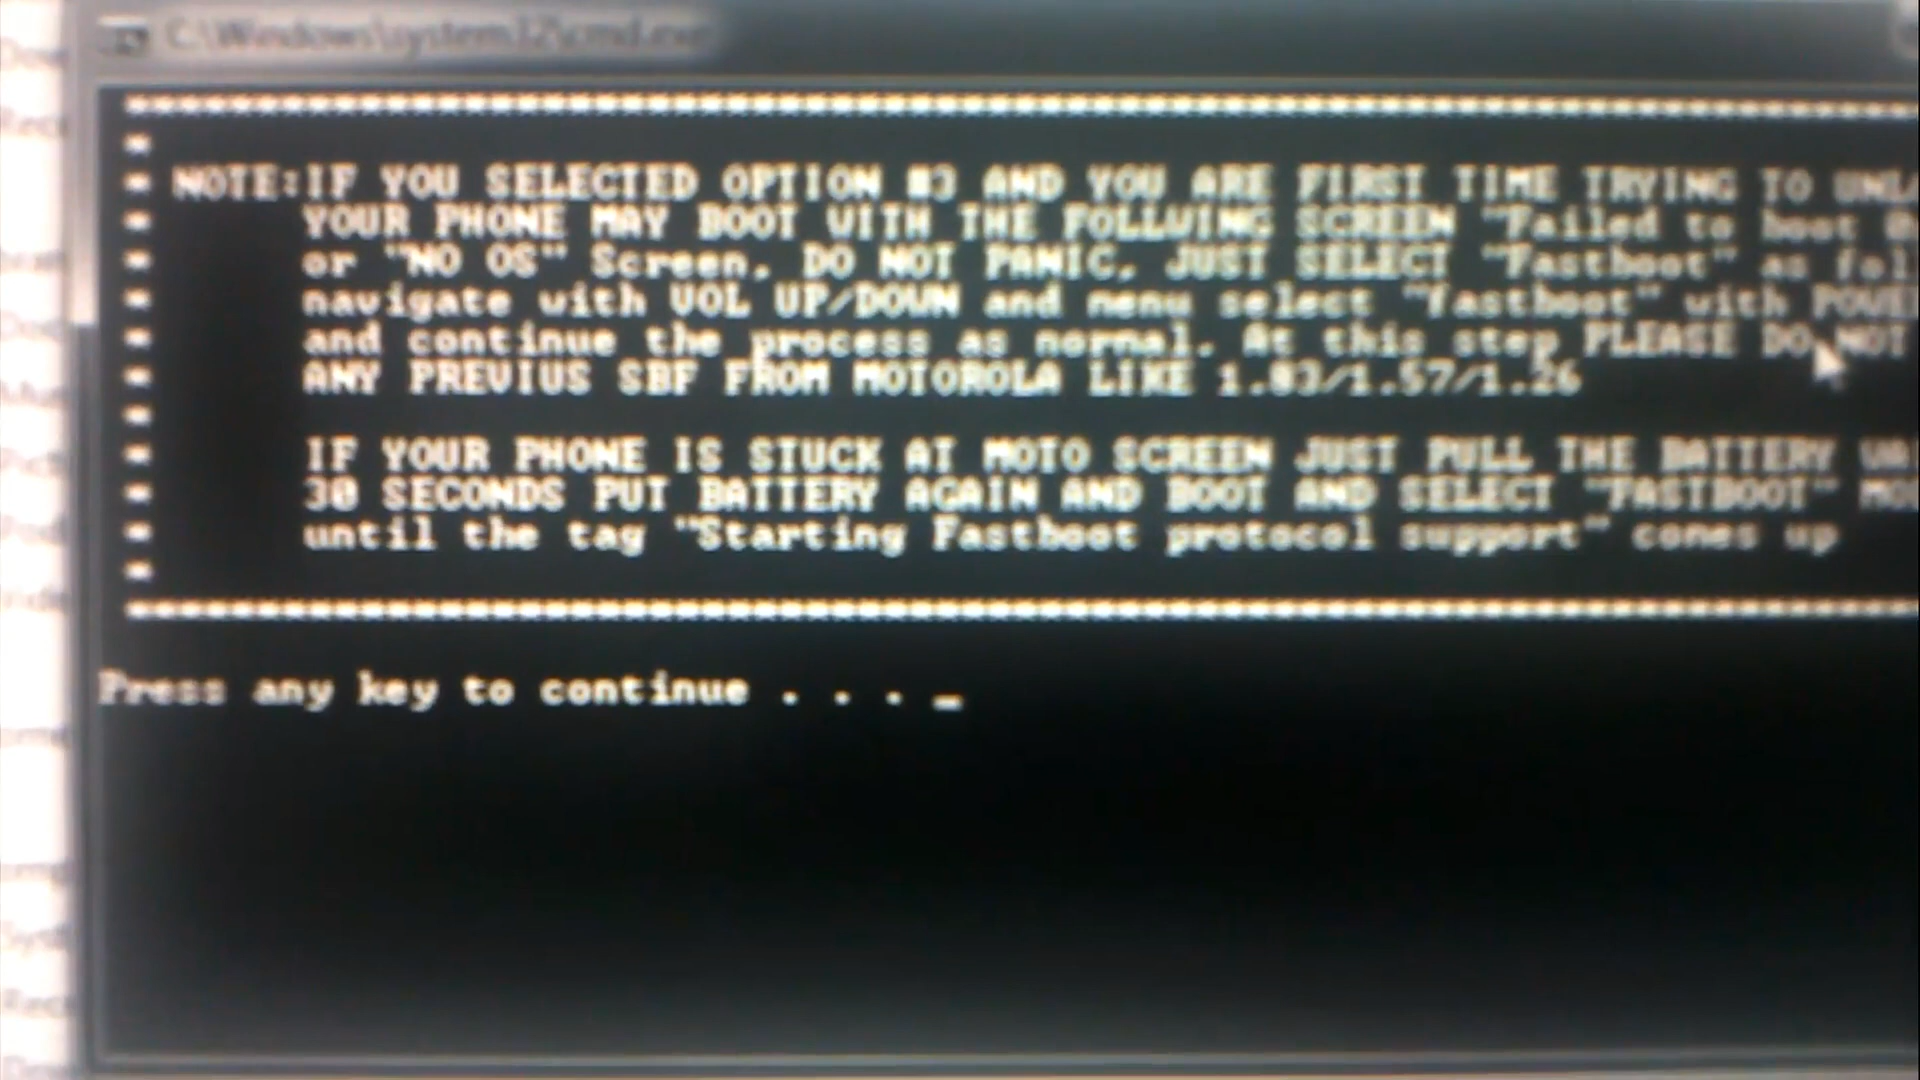 C:\Windows\system32\cmd.exe
NOTE:IF YOU SELECTED OPTION #3 AND YOU ARE FIRST TIME TRYING TO
YOUR PHONE MAY BOOT WITH THE FOLLWING SCREEN "Failed to boot
or "NO OS" Screen, DO NOT PANIC, JUST SELECT "Fastboot" as
navigate with VOL UP/DOWN and menu select "fastboot" with
and continue the process as normal. At this step PLEASE DO NOT
ANY PREVIUS SBF FROM MOTOROLA LIKE 1.83/1.57/1.26
IF YOUR PHONE IS STUCK AT MOTO SCREEN JUST PULL THE BATTERY
30 SECONDS PUT BATTERY AGAIN AND BOOT AND SELECT "FASTBOOT"
until the tag "Starting Fastboot protocol support" comes up
Press any key to continue . . . _